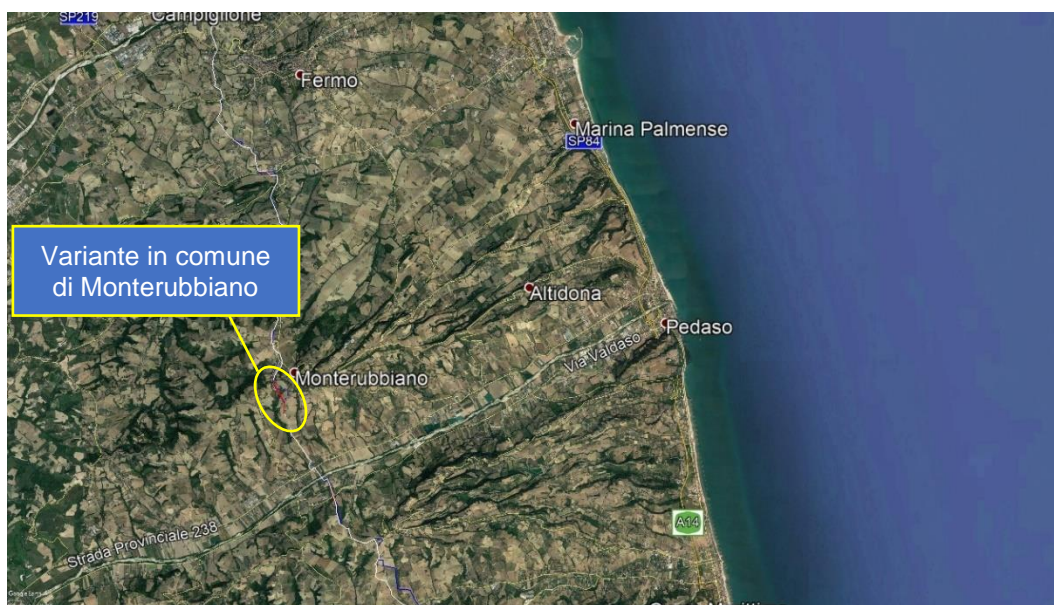 SP219
Campiglione
Fermo
Marina Palmense
SP84
Variante in comune
di Monterubbiano
Altidona
Pedaso
Via Valdaso
Monterubbiano
A14
Strada Provinciale 238